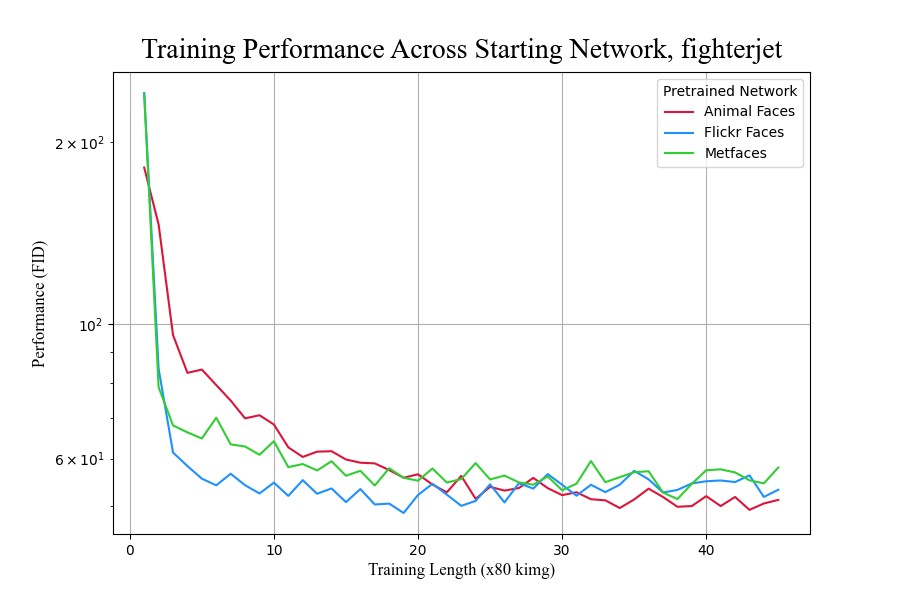 Training Performance Across Starting Network, fighterjet
Pretrained Network
Animal Faces
Flickr Faces
Metfaces
2 × 10²
10²
6 × 10¹
Performance (FID)
0 10 20 30 40
Training Length (x80 kimg)